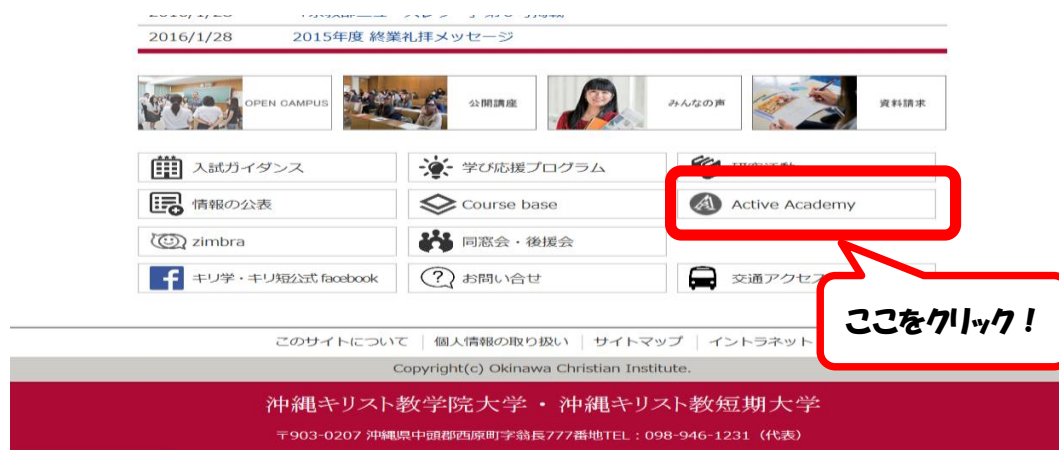 2016/1/28 2015年度 終業礼拝メッセージ
OPEN CAMPUS 公開講座 みんなの声 資料請求
入試ガイダンス 学び応援プログラム
情報の公表 Course base Active Academy
zimbra 同窓会・後援会
キリ学・キリ短公式 facebook お問い合せ 交通アクセス
ここをクリック！
このサイトについて 個人情報の取り扱い サイトマップ イントラネット
Copyright(c) Okinawa Christian Institute.
沖縄キリスト教学院大学・沖縄キリスト教短期大学
〒903-0207 沖縄県中頭郡西原町字翁長777番地TEL：098-946-1231（代表）